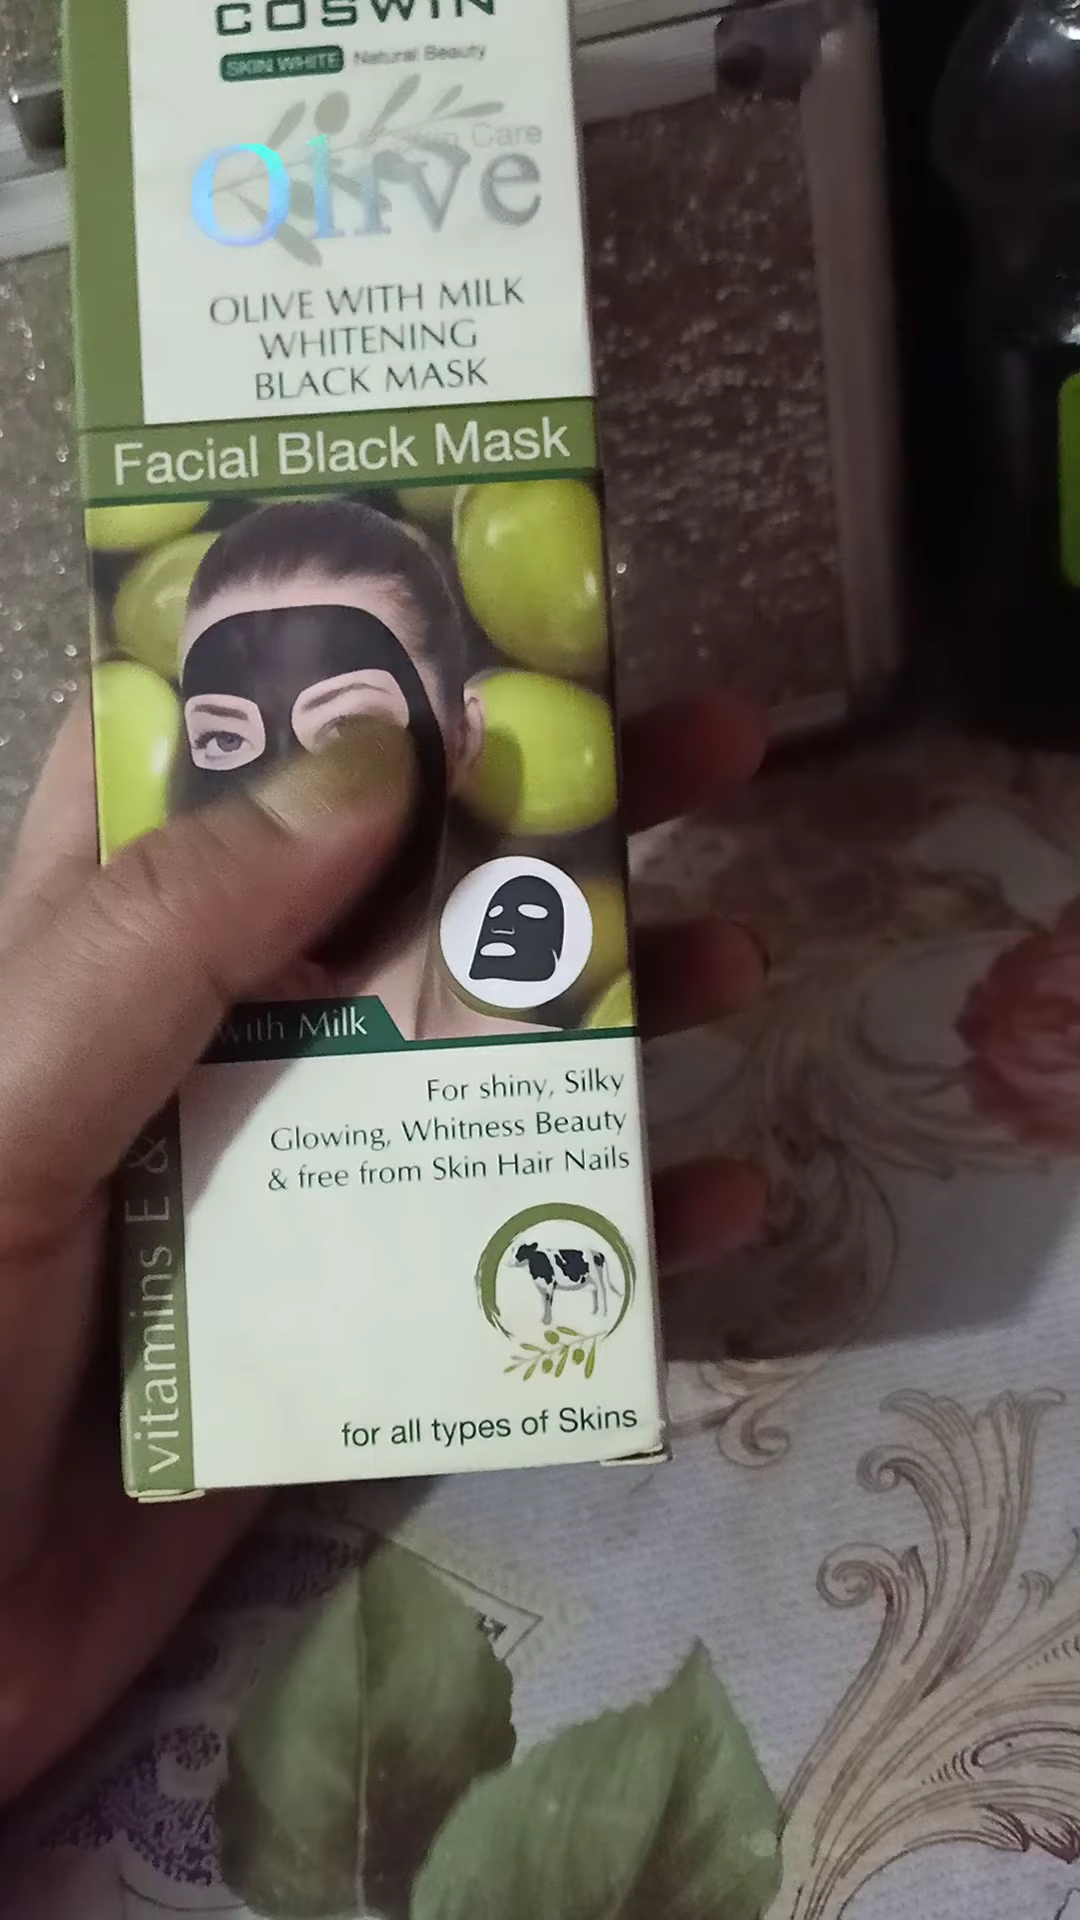 COSWIN
SKIN WHITE Natural Beauty
Skin Care
Olive
OLIVE WITH MILK
WHITENING
BLACK MASK
Facial Black Mask
with Milk
For shiny, Silky
Glowing, Whitness Beauty
& free from Skin Hair Nails
for all types of Skins
vitamins E &